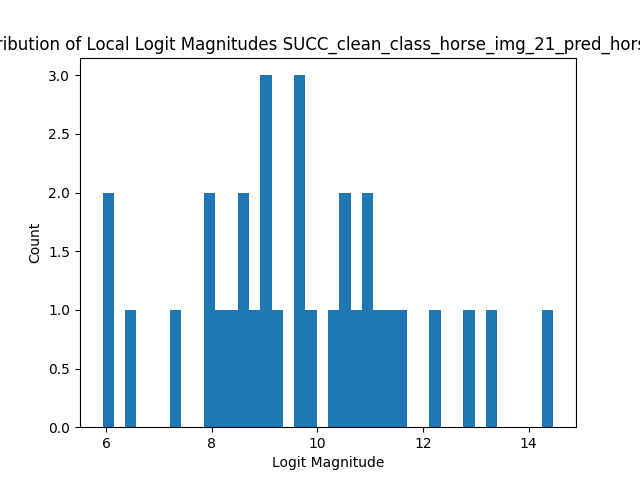 ribution of Local Logit Magnitudes SUCC_clean_class_horse_img_21_pred_hors
3.0
2.5
2.0
1.5
1.0
0.5
0.0
Count
6 8 10 12 14
Logit Magnitude